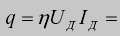 q = ηU_Д I_Д =